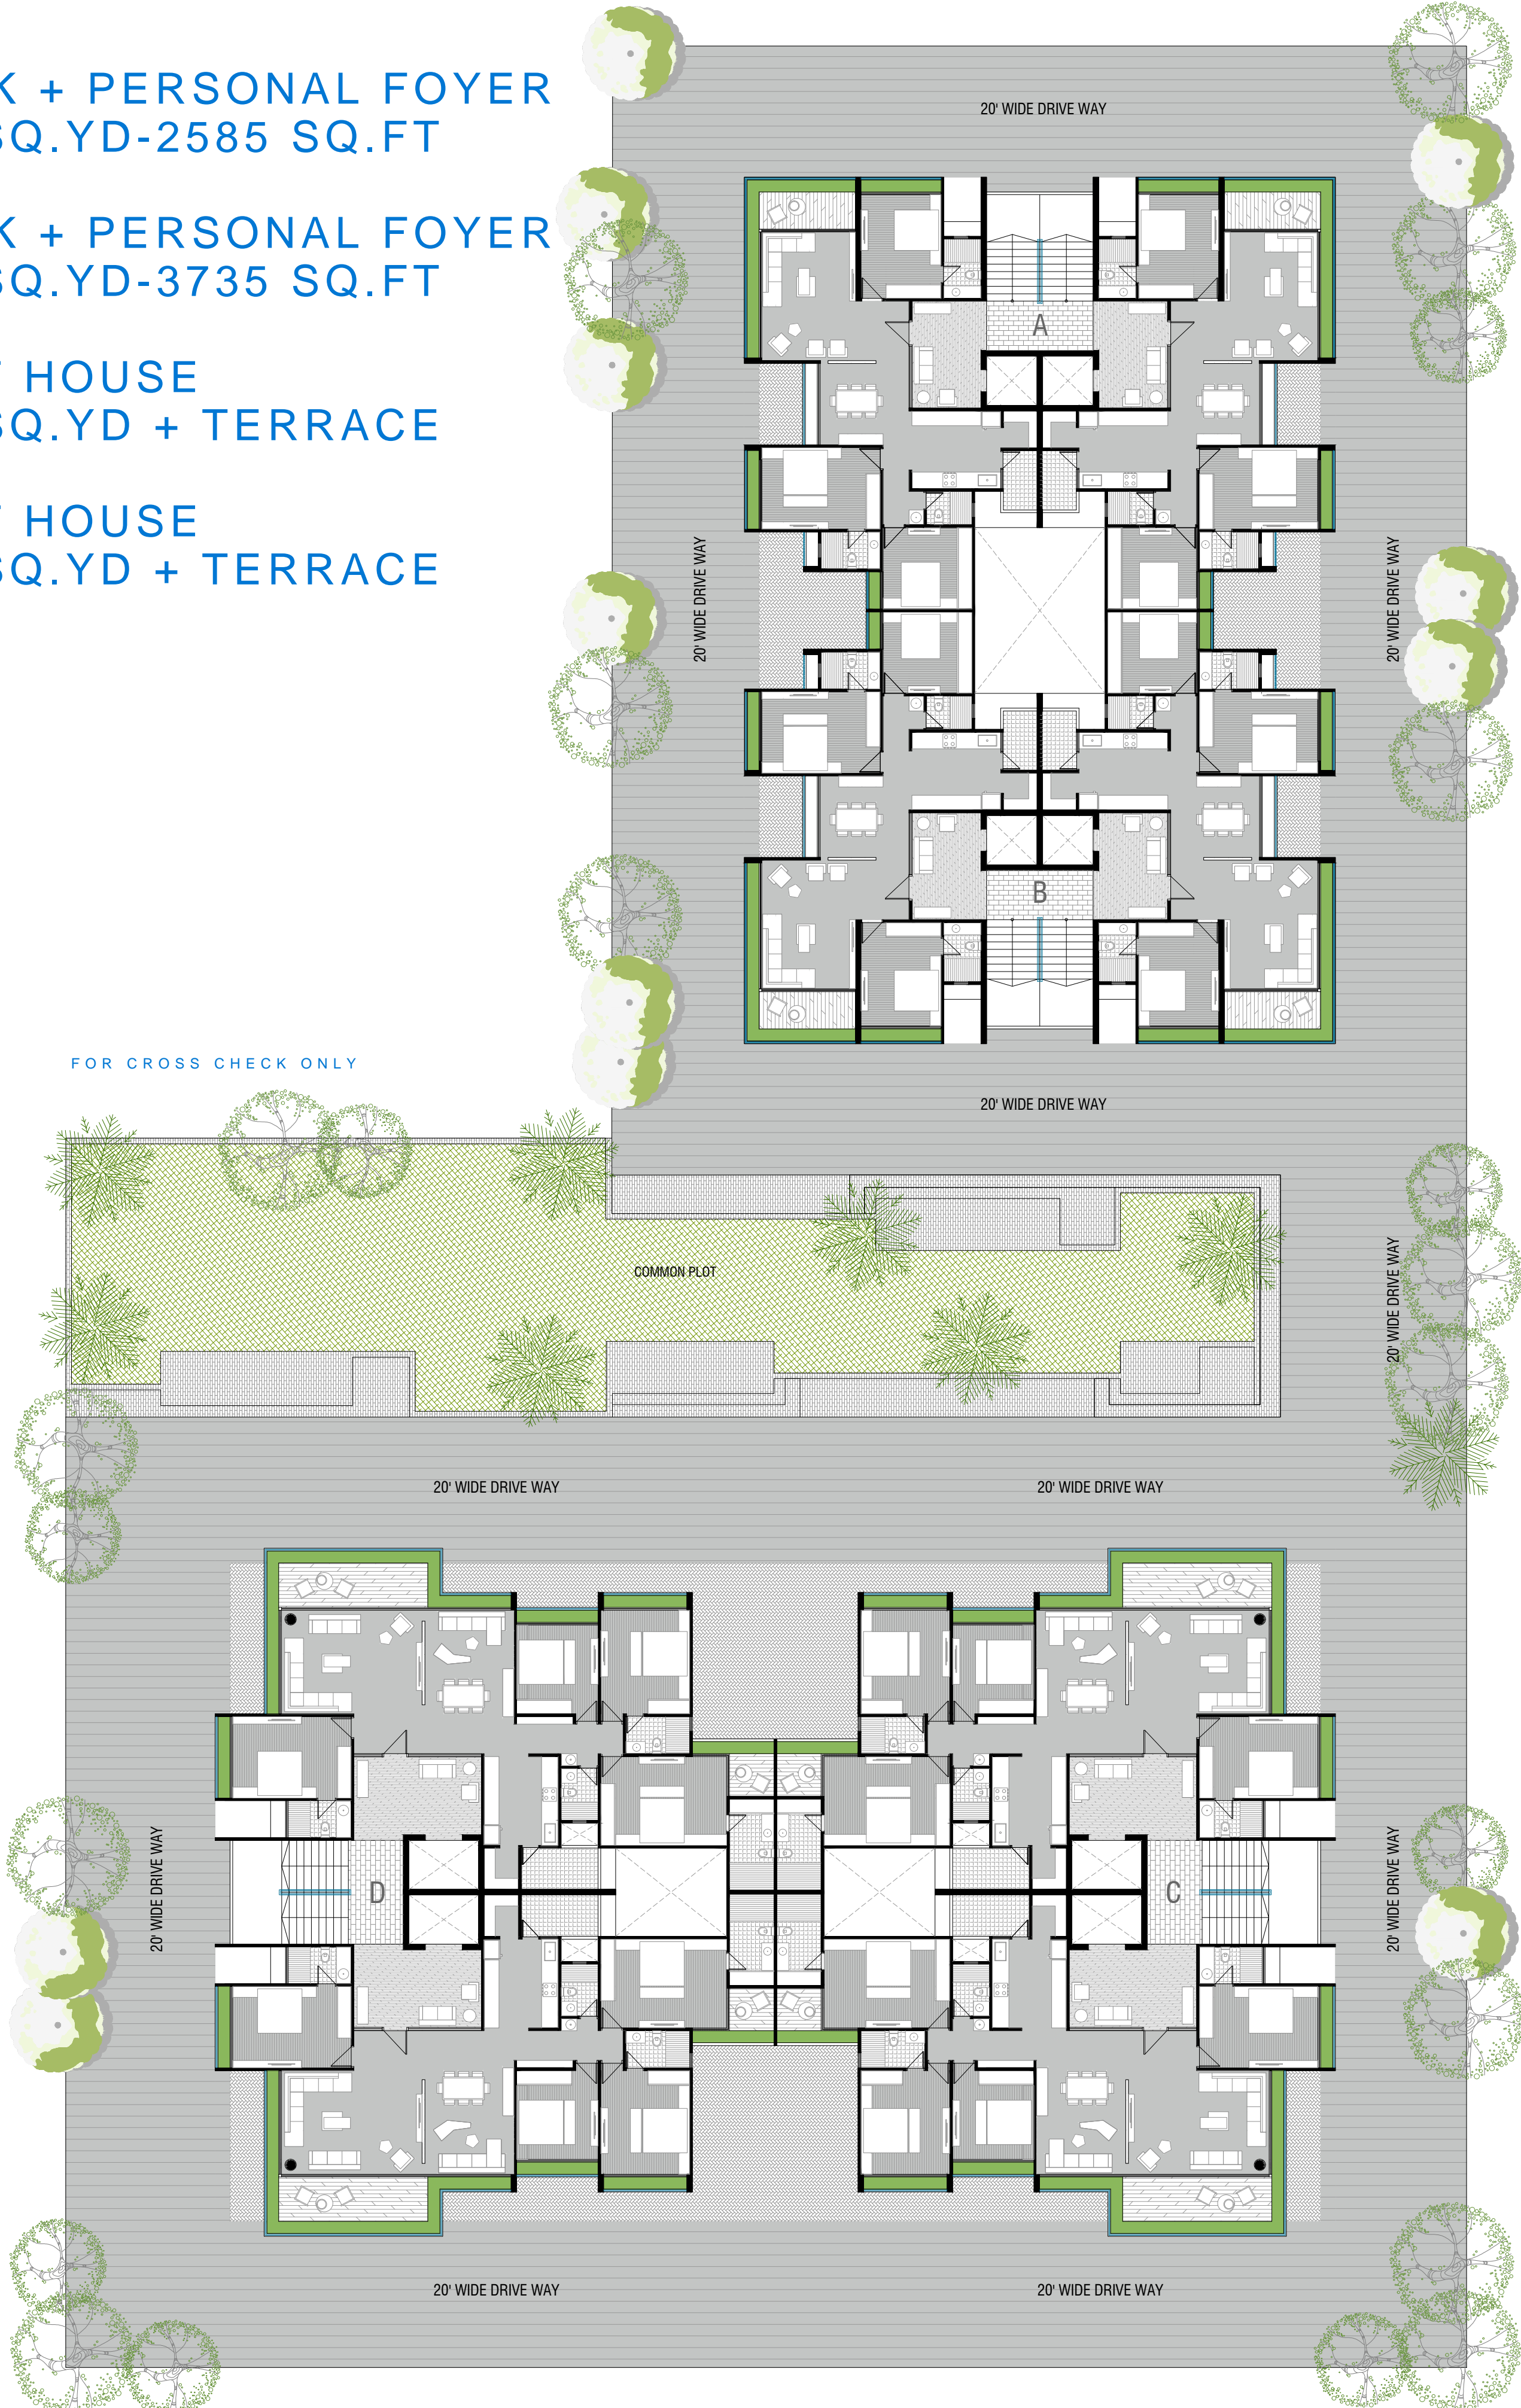 K + PERSONAL FOYER
SQ.YD-2585 SQ.FT
K + PERSONAL FOYER
SQ.YD-3735 SQ.FT
HOUSE
SQ.YD + TERRACE
HOUSE
SQ.YD + TERRACE
20' WIDE DRIVE WAY
A
20' WIDE DRIVE WAY
20' WIDE DRIVE WAY
B
FOR CROSS CHECK ONLY
20' WIDE DRIVE WAY
COMMON PLOT
20' WIDE DRIVE WAY
20' WIDE DRIVE WAY
20' WIDE DRIVE WAY
20' WIDE DRIVE WAY
D
C
20' WIDE DRIVE WAY
20' WIDE DRIVE WAY
20' WIDE DRIVE WAY